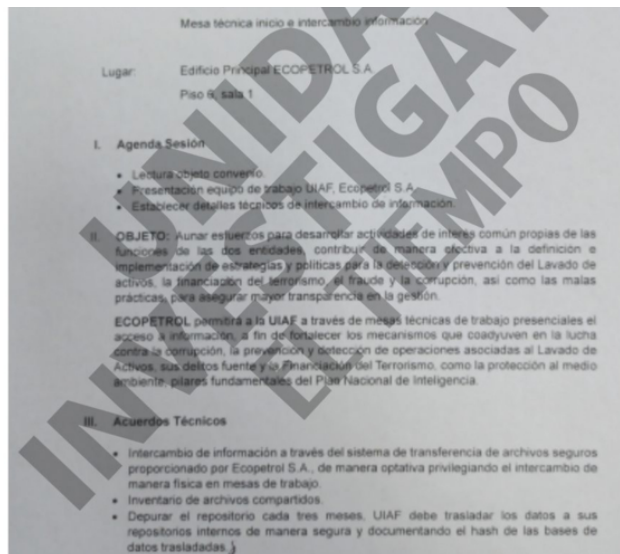 Mesa técnica inicio e intercambio información
Lugar: Edificio Principal ECOPETROL S.A.
Piso 6, sala 1
I. Agenda Sesión
• Lectura objeto convenio.
• Presentación equipo de trabajo UIAF, Ecopetrol S.A.
• Establecer detalles técnicos de intercambio de información.
II. OBJETO: Aunar esfuerzos para desarrollar actividades de interés común propias de las
funciones de las dos entidades, contribuir de manera efectiva a la definición e
implementación de estrategias y políticas para la detección y prevención del Lavado de
activos, la financiación del terrorismo, el fraude y la corrupción, así como las malas
prácticas, para asegurar mayor transparencia en la gestión.
ECOPETROL permitirá a la UIAF a través de mesas técnicas de trabajo presenciales el
acceso a información, a fin de fortalecer los mecanismos que coadyuven en la lucha
contra la corrupción, la prevención y detección de operaciones asociadas al Lavado de
Activos, sus delitos fuente y la Financiación del Terrorismo, como la protección al medio
ambiente, pilares fundamentales del Plan Nacional de Inteligencia.
III. Acuerdos Técnicos
• Intercambio de información a través del sistema de transferencia de archivos seguros
proporcionado por Ecopetrol S.A., de manera optativa privilegiando el intercambio de
manera física en mesas de trabajo.
• Inventario de archivos compartidos.
• Depurar el repositorio cada tres meses, UIAF debe trasladar los datos a sus
repositorios internos de manera segura y documentando el hash de las bases de
datos trasladadas.
UNIDA
INVESTIGAT
EL TIEMPO